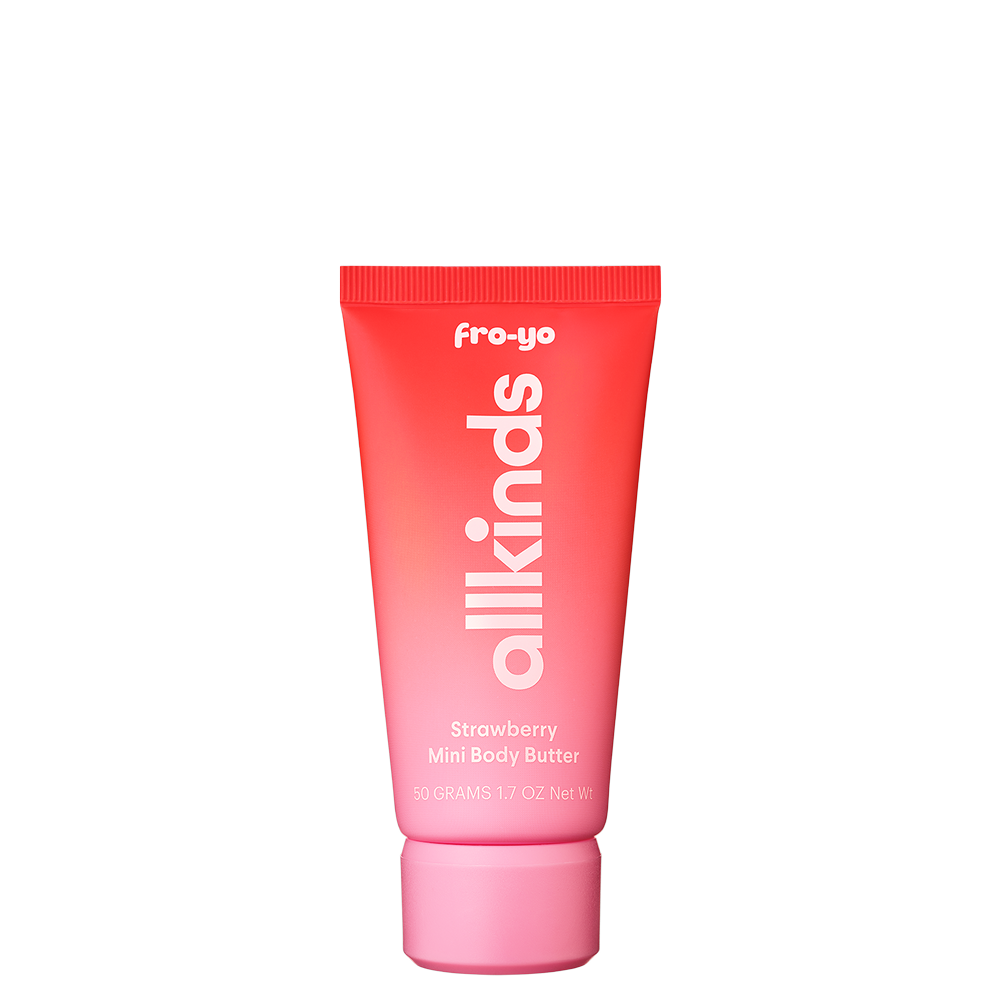 fro-yo
allkinds
Strawberry
Mini Body Butter
50 GRAMS 1.7 OZ Net Wt